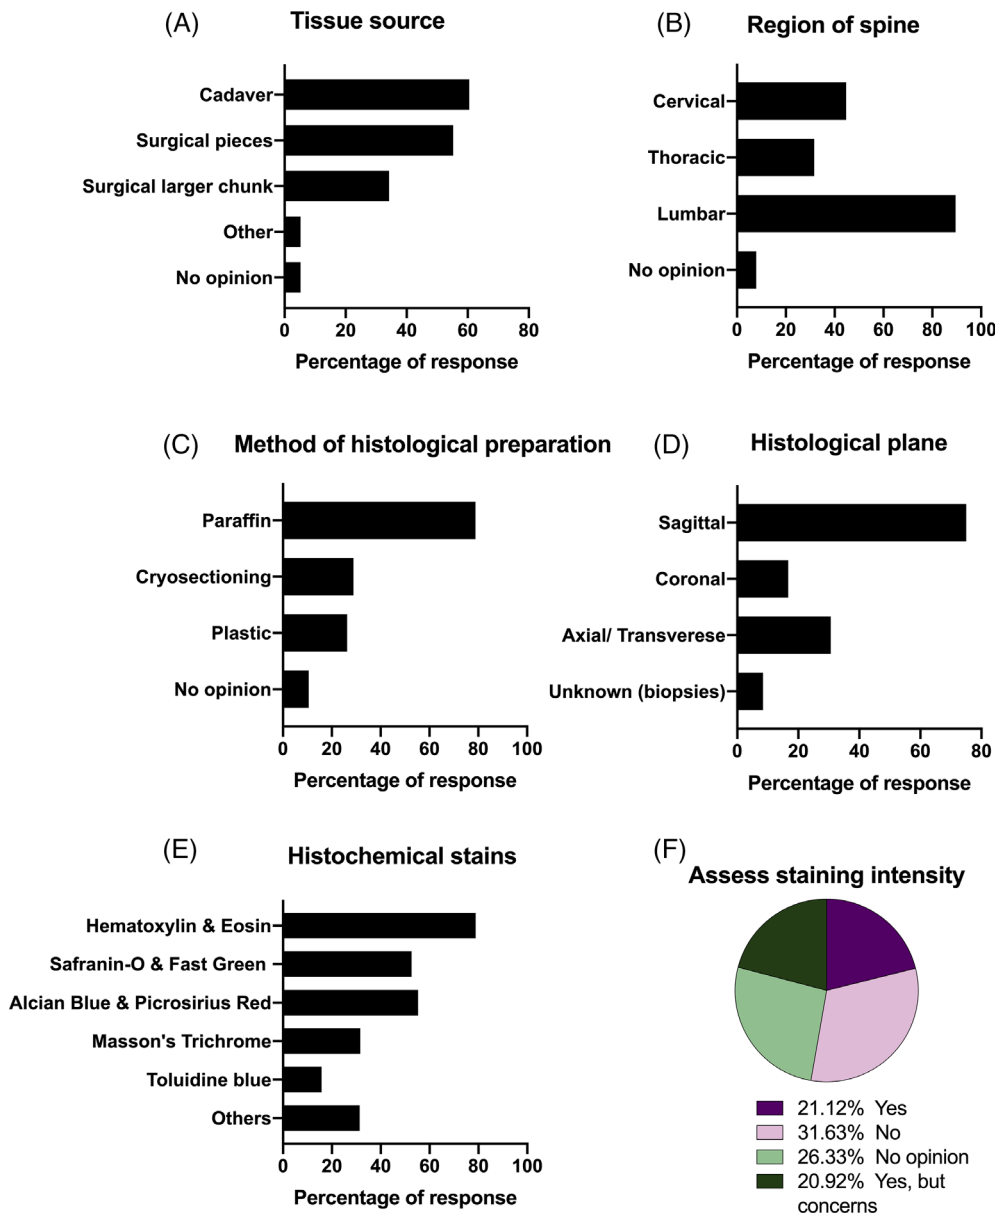 (A) Tissue source
Cadaver
Surgical pieces
Surgical larger chunk
Other
No opinion
0 20 40 60 80
Percentage of response
(B) Region of spine
Cervical
Thoracic
Lumbar
No opinion
0 20 40 60 80 100
Percentage of response
(C) Method of histological preparation
Paraffin
Cryosectioning
Plastic
No opinion
0 20 40 60 80 100
Percentage of response
(D) Histological plane
Sagittal
Coronal
Axial/ Transverese
Unknown (biopsies)
0 20 40 60 80
Percentage of response
(E) Histochemical stains
Hematoxylin & Eosin
Safranin-O & Fast Green
Alcian Blue & Picrosirius Red
Masson's Trichrome
Toluidine blue
Others
0 20 40 60 80 100
Percentage of response
(F)
Assess staining intensity
21.12% Yes
31.63% No
26.33% No opinion
20.92% Yes, but
concerns